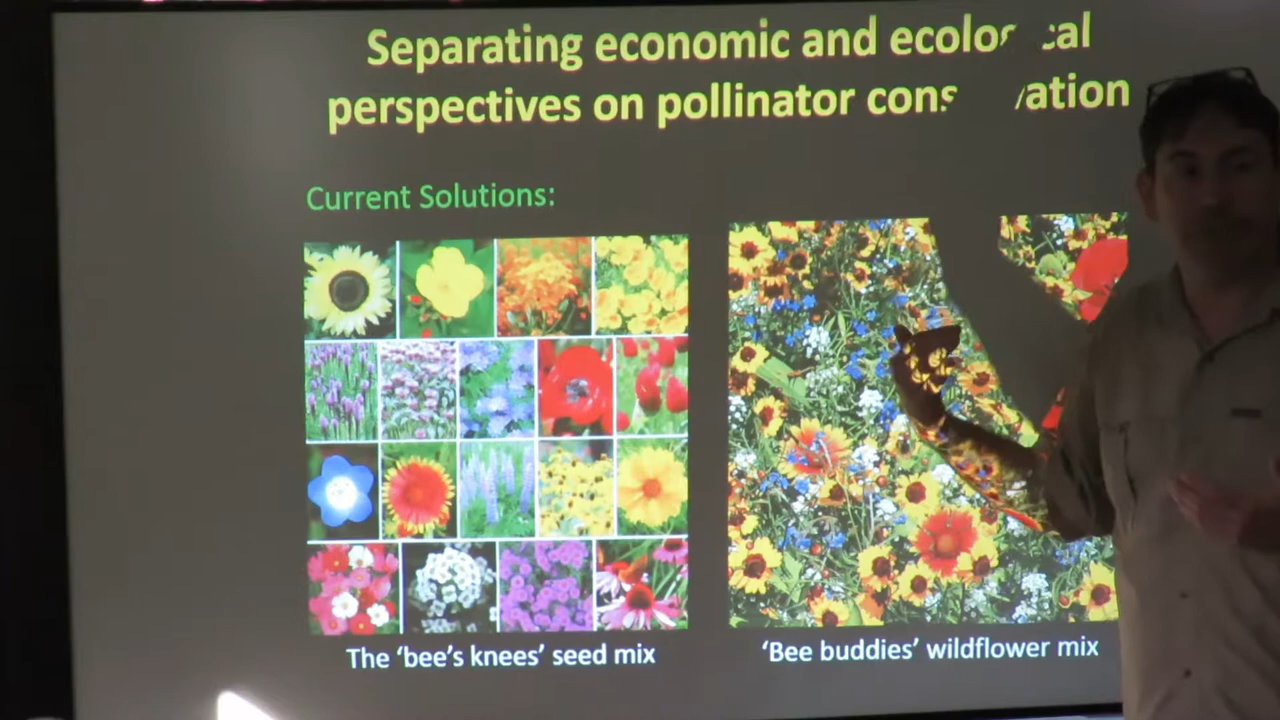 Separating economic and
perspectives on pollinator
Current Solutions:
The ‘bee’s knees’ seed mix
‘Bee buddies’ wildflower mix